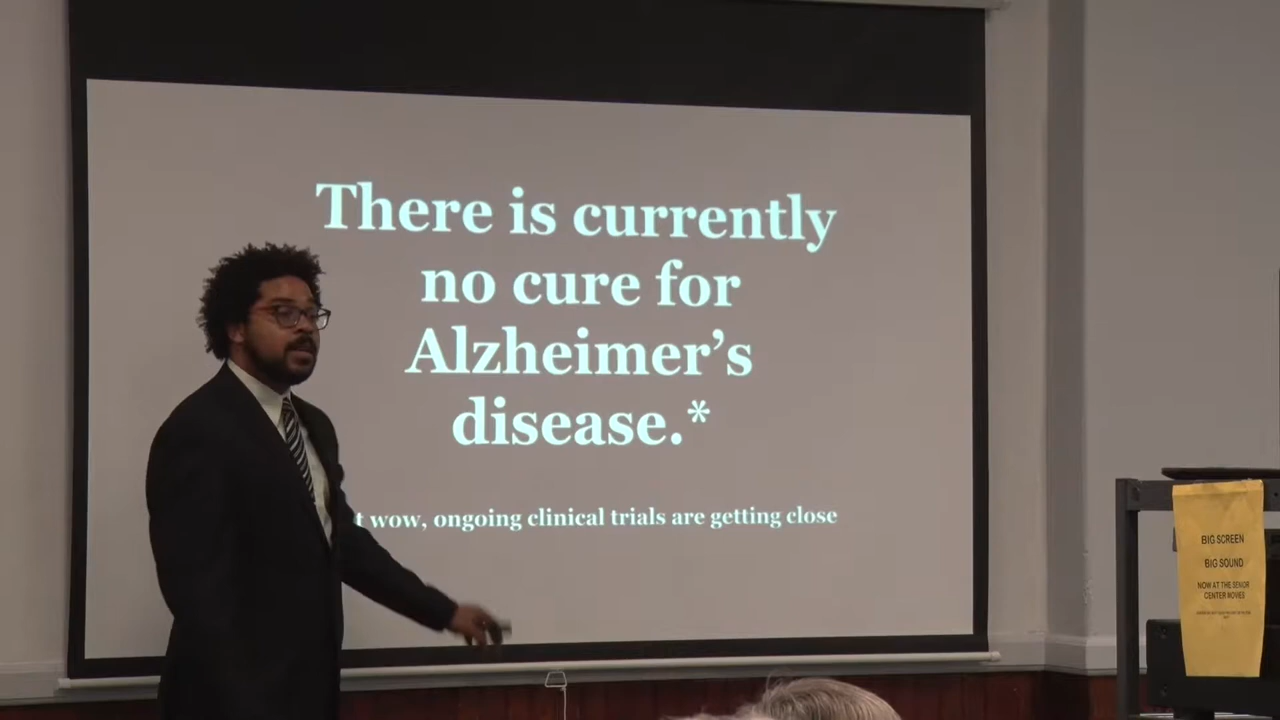 There is currently
no cure for
Alzheimer's
disease.*
wow, ongoing clinical trials are getting close
BIG SCREEN
BIG SOUND
NOW AT THE SENIOR
CENTER MOVIES